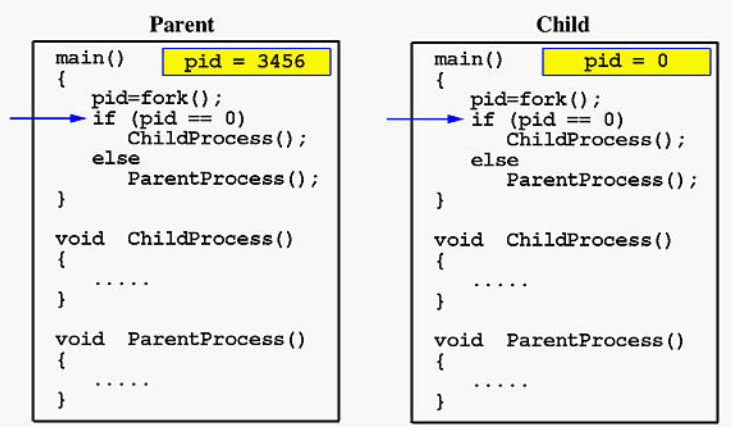 Parent
main()
pid = 3456
{
pid=fork();
if (pid == 0)
ChildProcess();
else
ParentProcess();
}
void ChildProcess()
{
.....
}
void ParentProcess()
{
.....
}
Child
main()
pid = 0
{
pid=fork();
if (pid == 0)
ChildProcess();
else
ParentProcess();
}
void ChildProcess()
{
.....
}
void ParentProcess()
{
.....
}